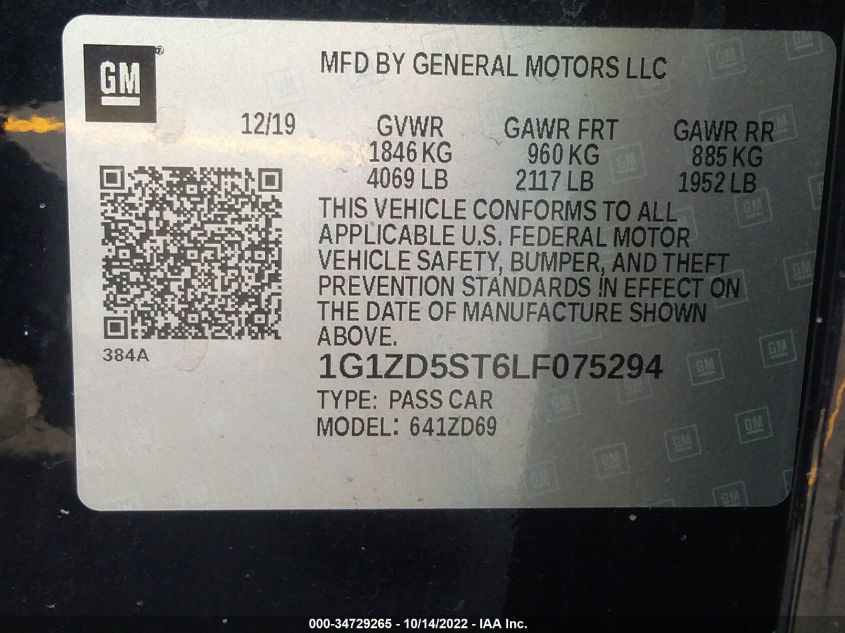 GM
MFD BY GENERAL MOTORS LLC
12/19 GVWR GAWR FRT GAWR RR
1846 KG 960 KG 885 KG
4069 LB 2117 LB 1952 LB
THIS VEHICLE CONFORMS TO ALL
APPLICABLE U.S. FEDERAL MOTOR
VEHICLE SAFETY, BUMPER, AND THEFT
PREVENTION STANDARDS IN EFFECT ON
THE DATE OF MANUFACTURE SHOWN
ABOVE.
384A
1G1ZD5ST6LF075294
TYPE: PASS CAR
MODEL: 641ZD69
000-34729265 - 10/14/2022 - IAA Inc.